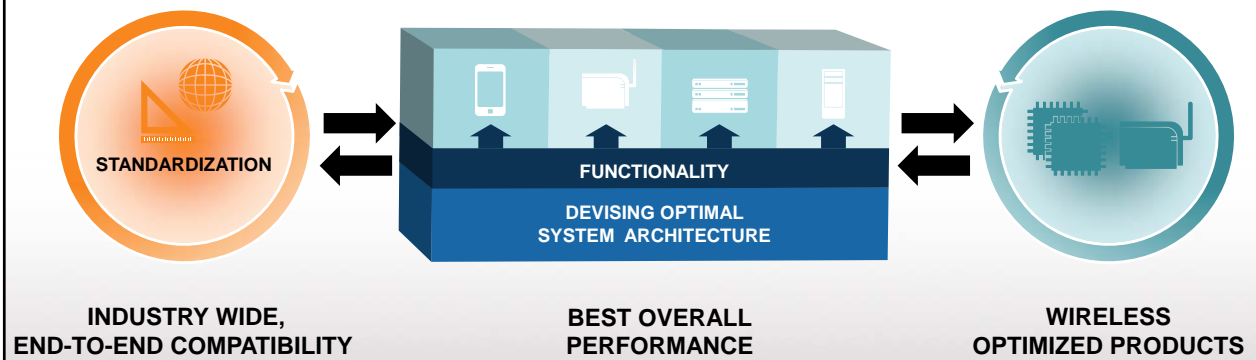 STANDARDIZATION
FUNCTIONALITY
DEVISING OPTIMAL
SYSTEM ARCHITECTURE
INDUSTRY WIDE,
END-TO-END COMPATIBILITY
BEST OVERALL
PERFORMANCE
WIRELESS
OPTIMIZED PRODUCTS